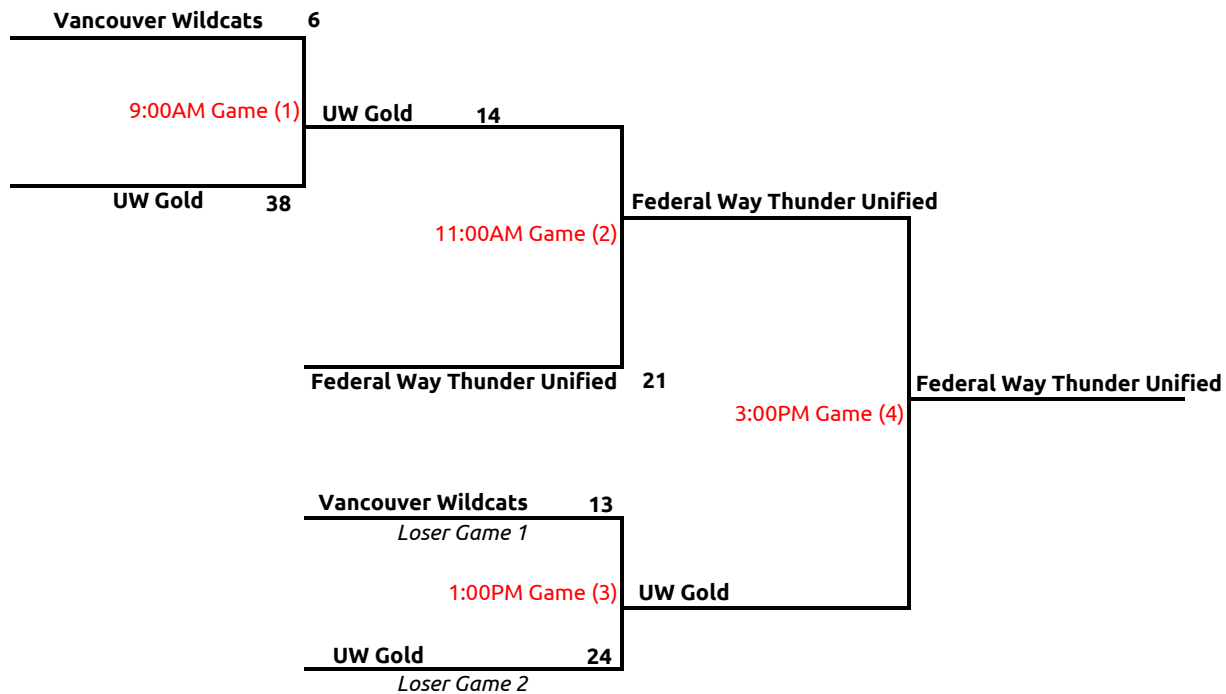 Vancouver Wildcats 6
9:00AM Game (1)
UW Gold 14
UW Gold 38
Federal Way Thunder Unified
11:00AM Game (2)
Federal Way Thunder Unified 21
Federal Way Thunder Unified
3:00PM Game (4)
Vancouver Wildcats 13
Loser Game 1
1:00PM Game (3)
UW Gold
UW Gold 24
Loser Game 2